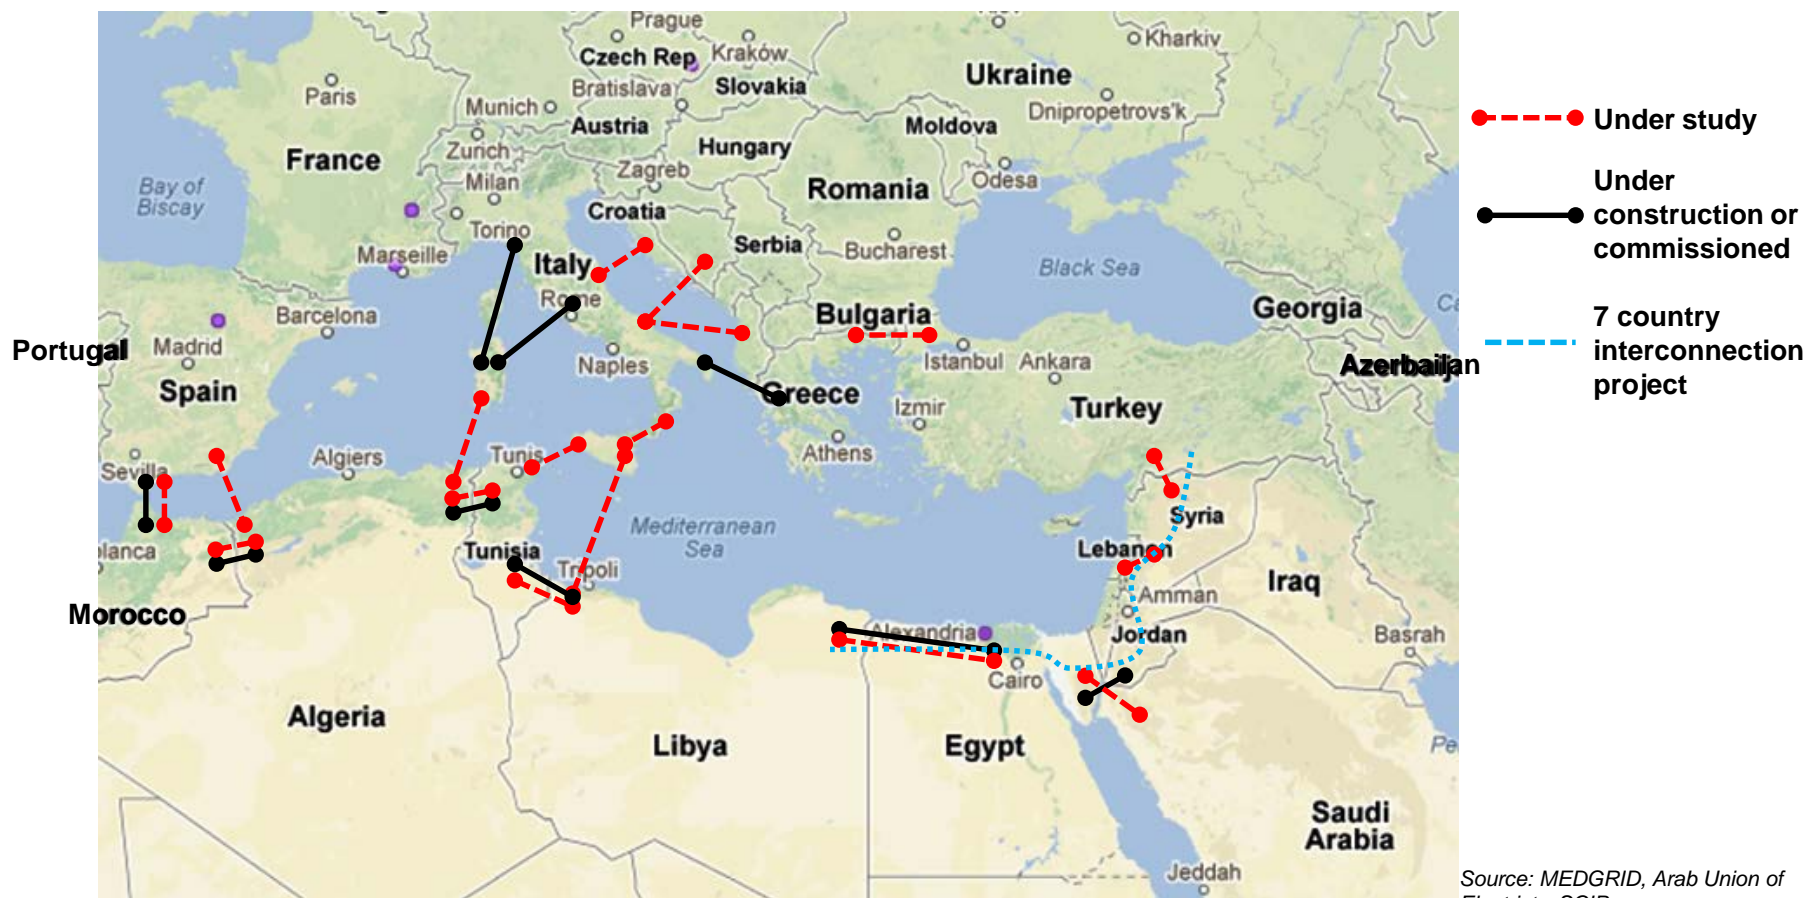 Prague
Kharkiv
Czech Rep
Kraków
Ukraine
Paris
Munich
Bratislava
Slovakia
Dnipropetrovs'k
Austria
Moldova
France
Zurich
Hungary
Milan
Zagreb
Odesa
Bay of
Biscay
Romania
Croatia
Torino
Serbia
Bucharest
Marseille
Italy
Black Sea
Rome
Georgia
Barcelona
Bulgaria
Portugal
Madrid
Naples
Istanbul
Ankara
Azerbaijan
Spain
Greece
Izmir
Turkey
Sevilla
Algiers
Tunis
Athens
Mediterranean
Sea
Syria
blanca
Tunisia
Lebanon
Tripoli
Iraq
Amman
Morocco
Alexandria
Jordan
Basrah
Cairo
Algeria
Libya
Egypt
Pe
Saudi
Arabia
Jeddah
Under study
Under
construction or
commissioned
7 country
interconnection
project
Source: MEDGRID, Arab Union of